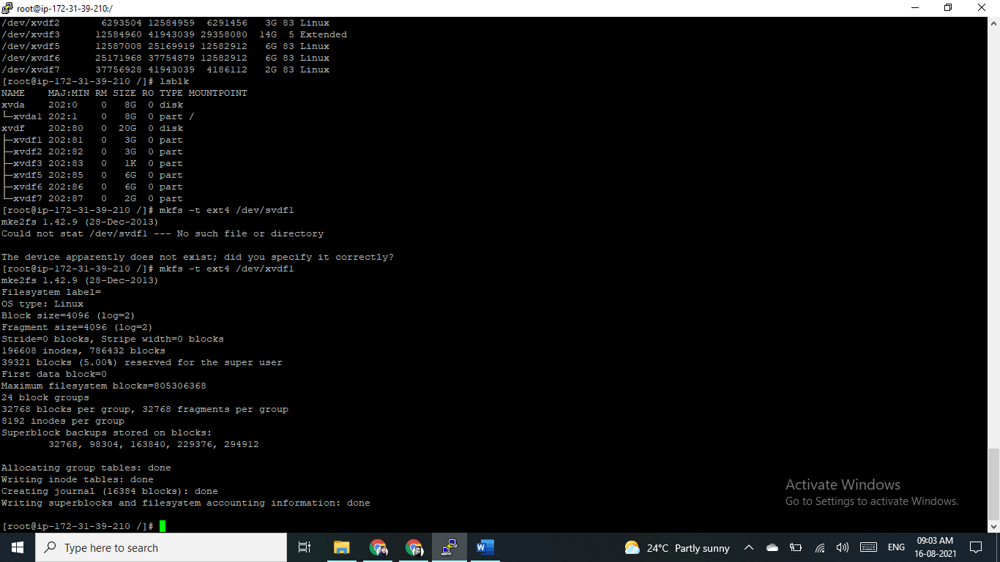 root@ip-172-31-39-210:/
/dev/xvdf2       6293504 12584959  6291456   3G 83 Linux
/dev/xvdf3      12584960 41943039 29358080  14G  5 Extended
/dev/xvdf5      12587008 25169919 12582912   6G 83 Linux
/dev/xvdf6      25171968 37754879 12582912   6G 83 Linux
/dev/xvdf7      37756928 41943039  4186112   2G 83 Linux
[root@ip-172-31-39-210 /]# lsblk
NAME    MAJ:MIN RM SIZE RO TYPE MOUNTPOINT
xvda    202:0    0   8G  0 disk
└─xvda1 202:1    0   8G  0 part /
xvdf    202:80   0  20G  0 disk
├─xvdf1 202:81   0   3G  0 part
├─xvdf2 202:82   0   3G  0 part
├─xvdf3 202:83   0   1K  0 part
├─xvdf5 202:85   0   6G  0 part
├─xvdf6 202:86   0   6G  0 part
└─xvdf7 202:87   0   2G  0 part
[root@ip-172-31-39-210 /]# mkfs -t ext4 /dev/svdf1
mke2fs 1.42.9 (28-Dec-2013)
Could not stat /dev/svdf1 --- No such file or directory

The device apparently does not exist; did you specify it correctly?
[root@ip-172-31-39-210 /]# mkfs -t ext4 /dev/xvdf1
mke2fs 1.42.9 (28-Dec-2013)
Filesystem label=
OS type: Linux
Block size=4096 (log=2)
Fragment size=4096 (log=2)
Stride=0 blocks, Stripe width=0 blocks
196608 inodes, 786432 blocks
39321 blocks (5.00%) reserved for the super user
First data block=0
Maximum filesystem blocks=805306368
24 block groups
32768 blocks per group, 32768 fragments per group
8192 inodes per group
Superblock backups stored on blocks:
        32768, 98304, 163840, 229376, 294912

Allocating group tables: done
Writing inode tables: done
Creating journal (16384 blocks): done
Writing superblocks and filesystem accounting information: done

[root@ip-172-31-39-210 /]#
Activate Windows
Go to Settings to activate Windows.
Type here to search
24°C Partly sunny
ENG
09:03 AM
16-08-2021